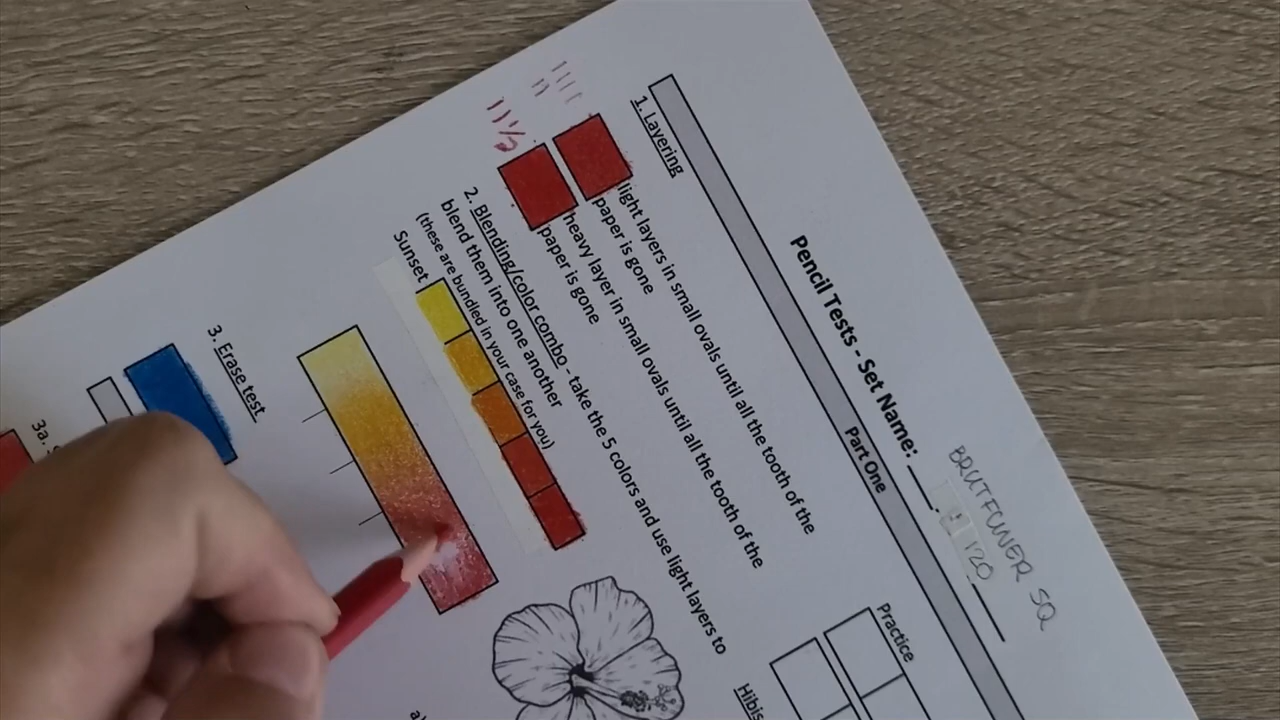 Pencil Tests - Set Name: BRUTFUNER SQ
120
Part One
1. Layering
light layers in small ovals until all the tooth of the
paper is gone
heavy layer in small ovals until all the tooth of the
paper is gone
2. Blending/color combo - take the 5 colors and use light layers to
blend them into one another
(these are bundled in your case for you)
Sunset
3. Erase test
3a.
Practice